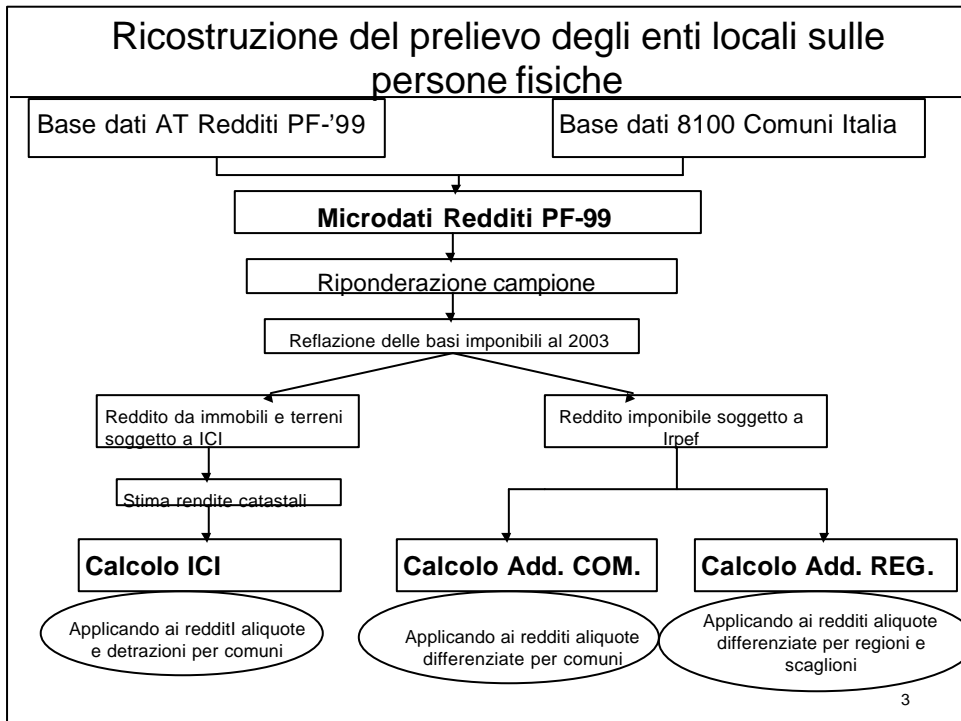 Ricostruzione del prelievo degli enti locali sulle
persone fisiche
Base dati AT Redditi PF-'99
Base dati 8100 Comuni Italia
Microdati Redditi PF-99
Riponderazione campione
Reflazione delle basi imponibili al 2003
Reddito da immobili e terreni
soggetto a ICI
Reddito imponibile soggetto a
Irpef
Stima rendite catastali
Calcolo ICI
Calcolo Add. COM.
Calcolo Add. REG.
Applicando ai redditI aliquote
e detrazioni per comuni
Applicando ai redditi aliquote
differenziate per comuni
Applicando ai redditi aliquote
differenziate per regioni e
scaglioni
3